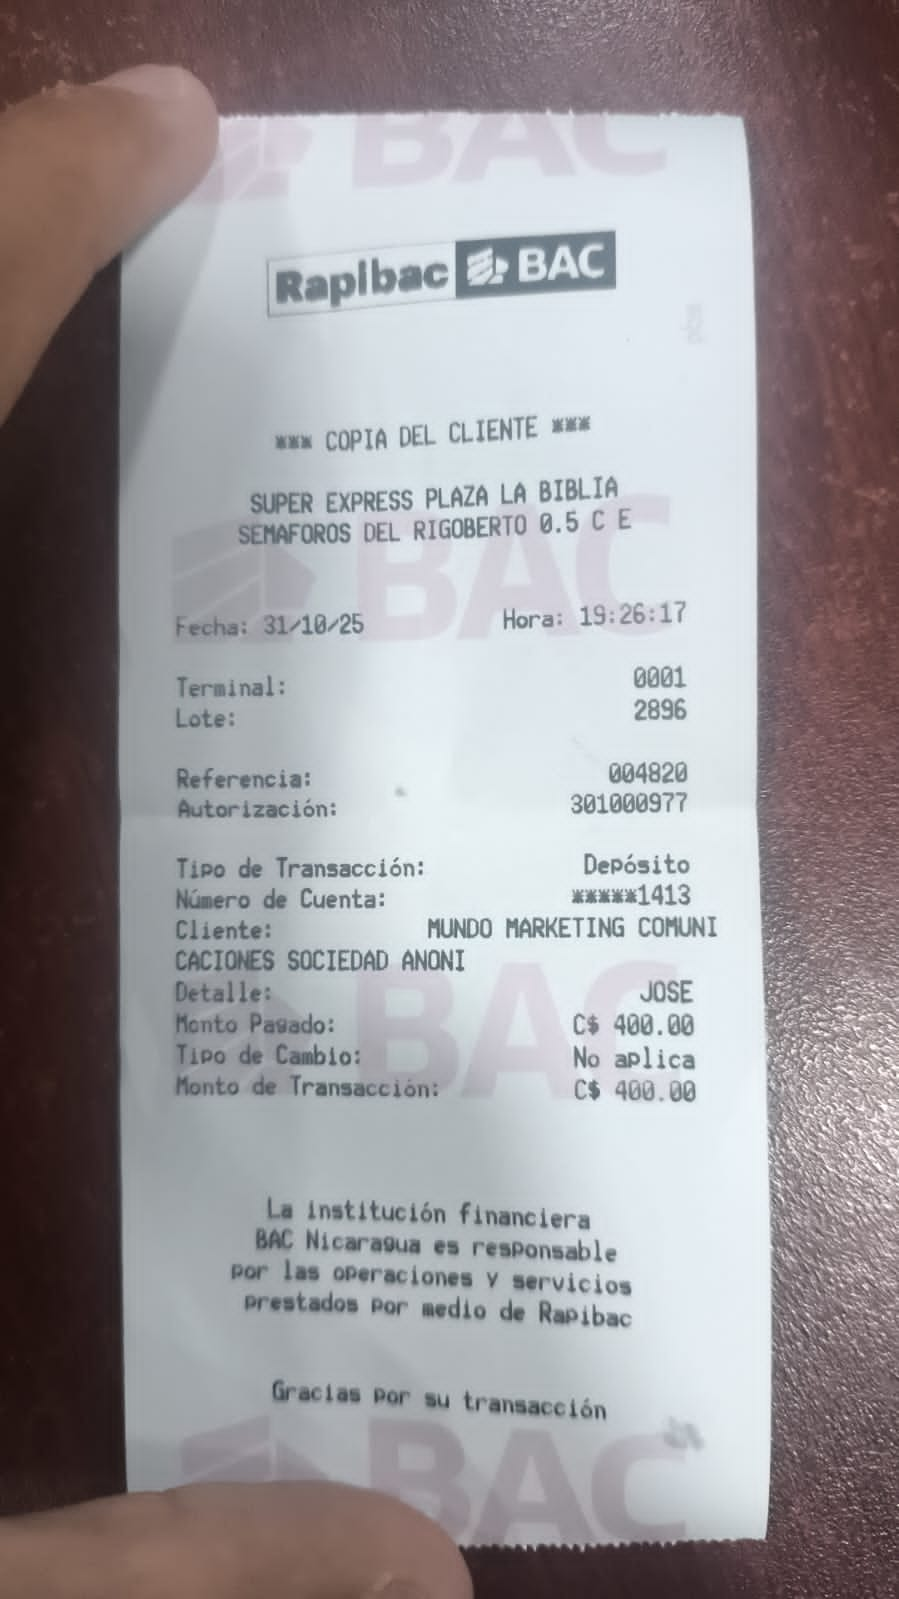 BAC
Rapibac BAC
*** COPIA DEL CLIENTE ***
SUPER EXPRESS PLAZA LA BIBLIA
SEMAFOROS DEL RIGOBERTO 0.5 C E
BAC
Fecha: 31/10/25 Hora: 19:26:17
Terminal: 0001
Lote: 2896
Referencia: 004820
Autorización: 301000977
Tipo de Transacción: Depósito
Número de Cuenta: *****1413
Cliente: MUNDO MARKETING COMUNI
CACIONES SOCIEDAD ANONI
BAC
Detalle: JOSE
Monto Pagado: C$ 400.00
Tipo de Cambio: No aplica
Monto de Transacción: C$ 400.00
La institución financiera
BAC Nicaragua es responsable
por las operaciones y servicios
prestados por medio de Rapibac
Gracias por su transacción
BAC